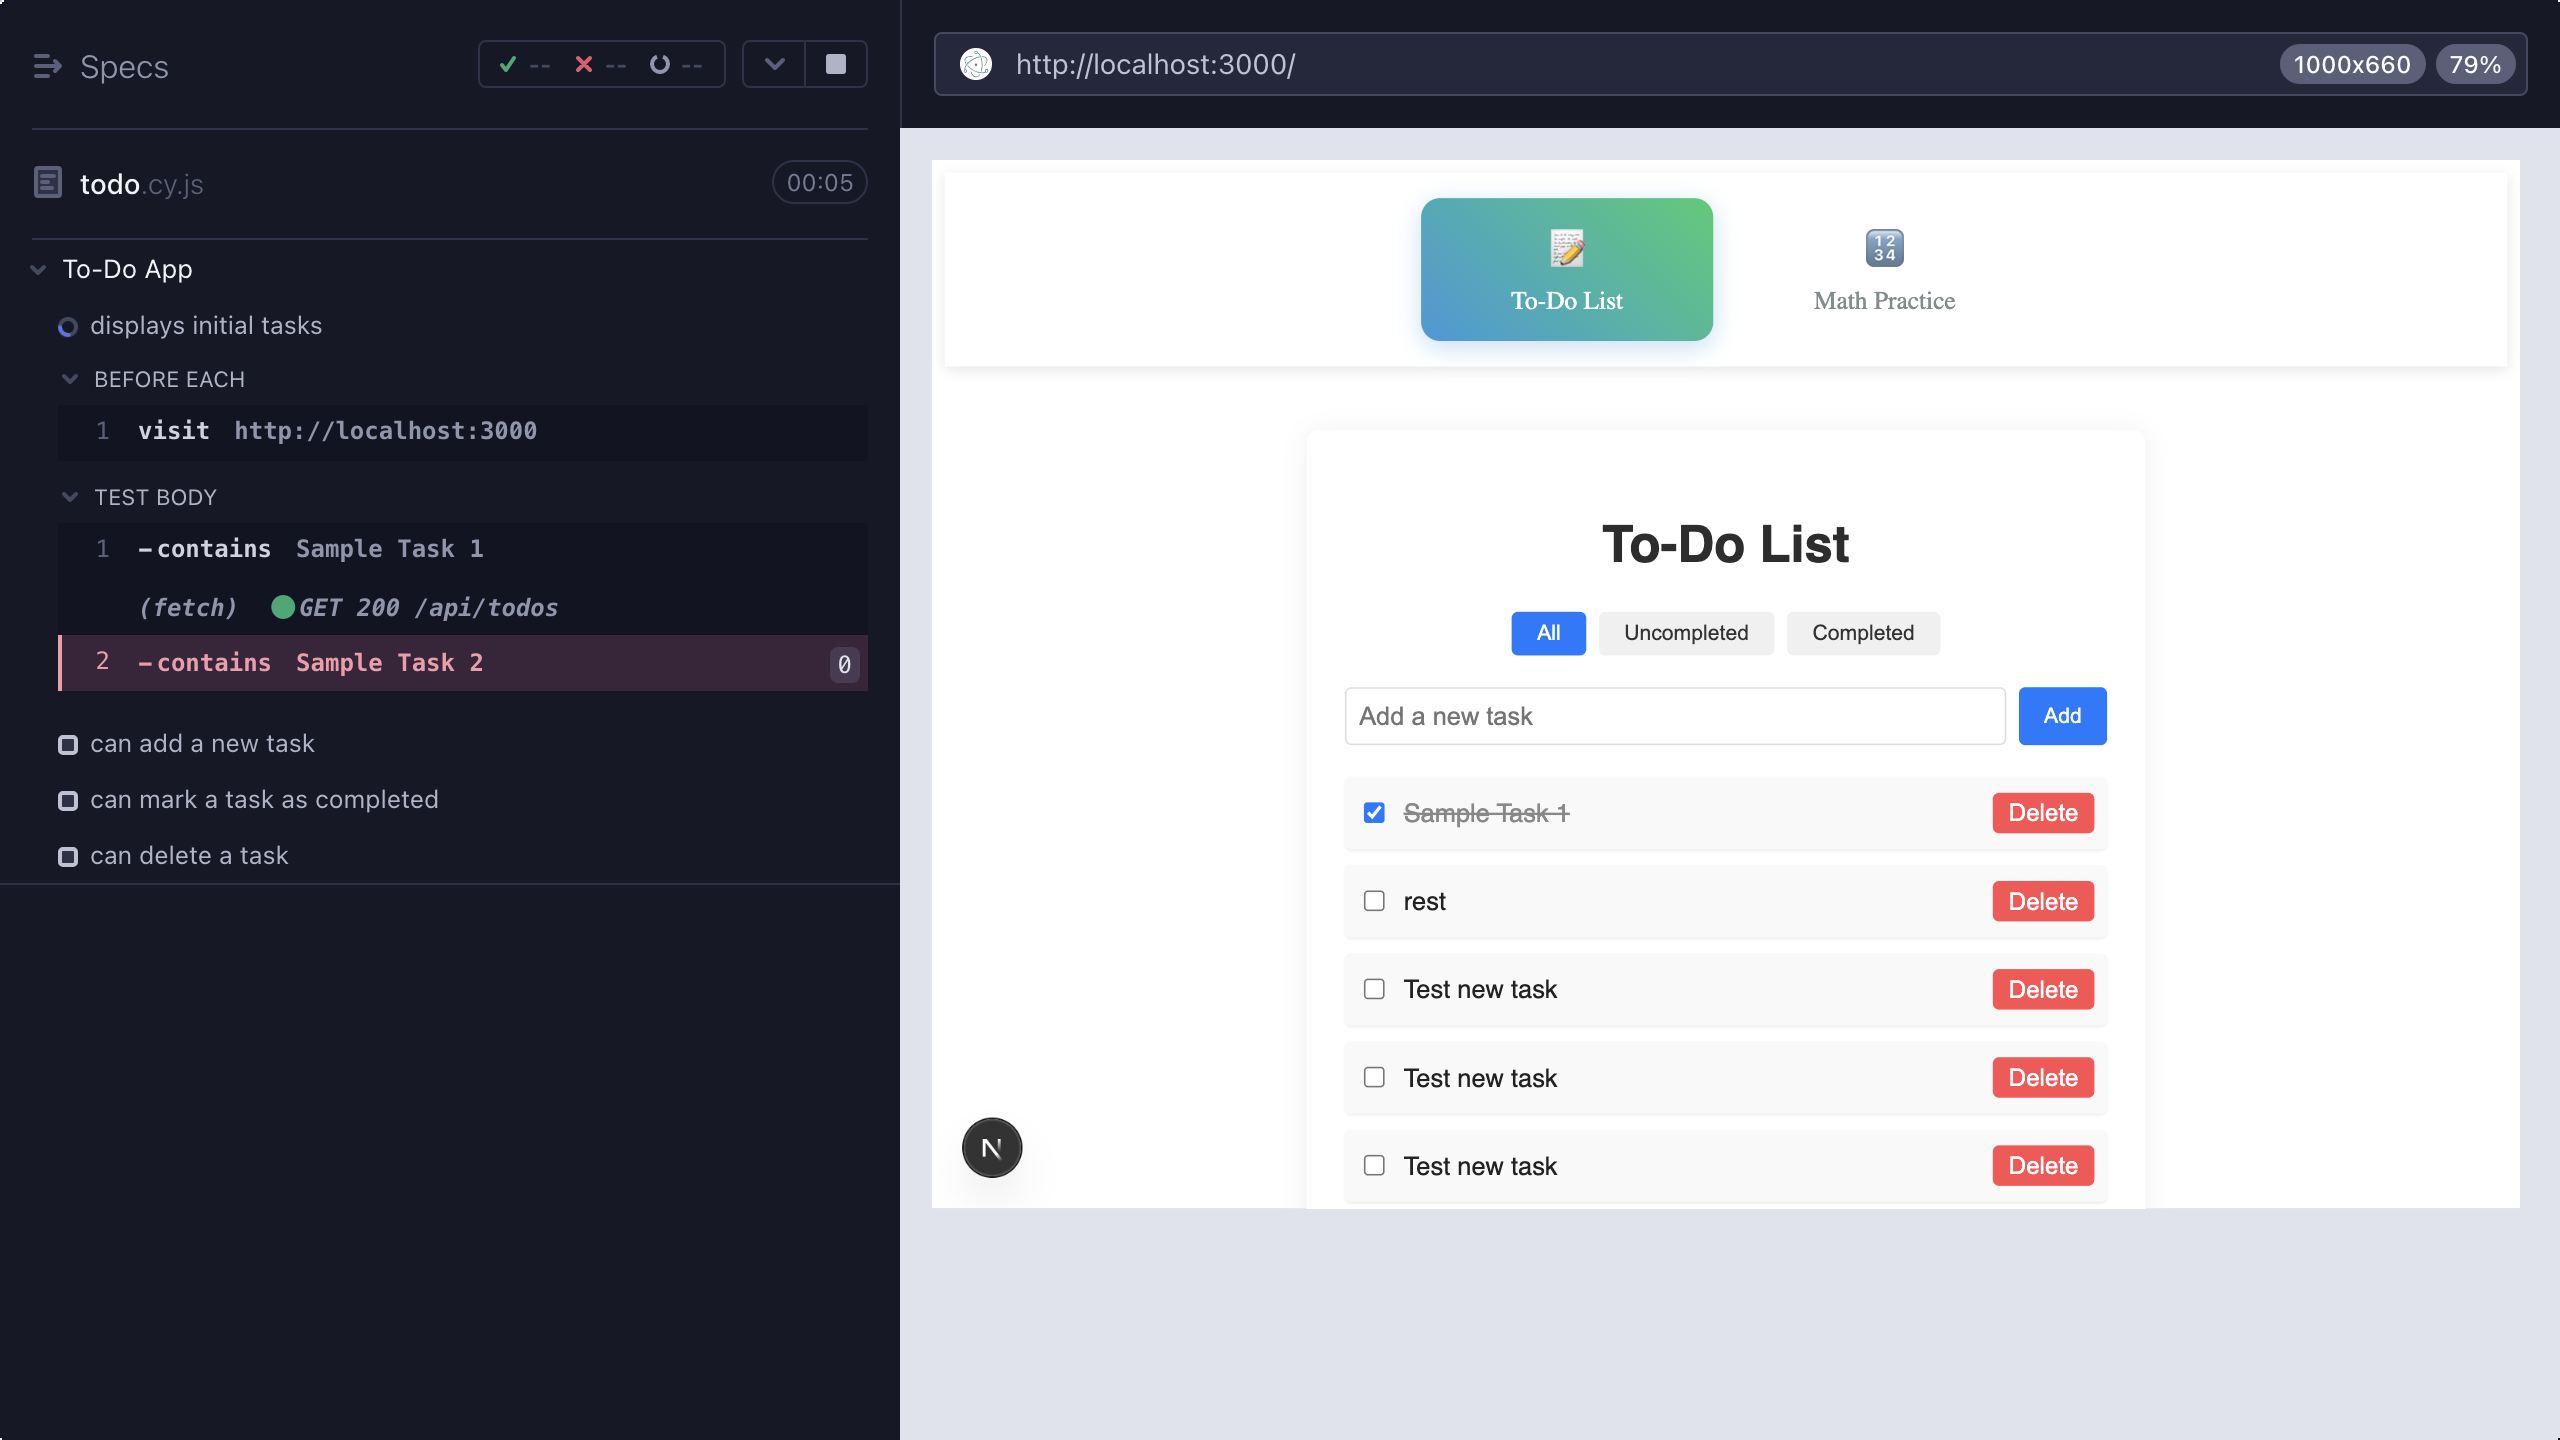 Specs
-- -- --
todo.cy.js
00:05
To-Do App
displays initial tasks
BEFORE EACH
1 visit http://localhost:3000
TEST BODY
1 -contains Sample Task 1
(fetch) GET 200 /api/todos
2 -contains Sample Task 2 0
can add a new task
can mark a task as completed
can delete a task
http://localhost:3000/
1000x660 79%
To-Do List
Math Practice
To-Do List
All Uncompleted Completed
Add a new task Add
Sample Task 1 Delete
rest Delete
Test new task Delete
Test new task Delete
Test new task Delete
N